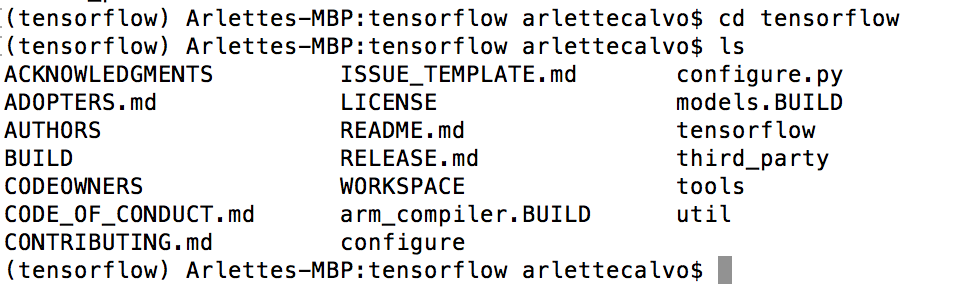 (tensorflow) Arlettes-MBP:tensorflow arlettecalvo$ cd tensorflow
(tensorflow) Arlettes-MBP:tensorflow arlettecalvo$ ls
ACKNOWLEDGMENTS ISSUE_TEMPLATE.md configure.py
ADOPTERS.md LICENSE models.BUILD
AUTHORS README.md tensorflow
BUILD RELEASE.md third_party
CODEOWNERS WORKSPACE tools
CODE_OF_CONDUCT.md arm_compiler.BUILD util
CONTRIBUTING.md configure
(tensorflow) Arlettes-MBP:tensorflow arlettecalvo$